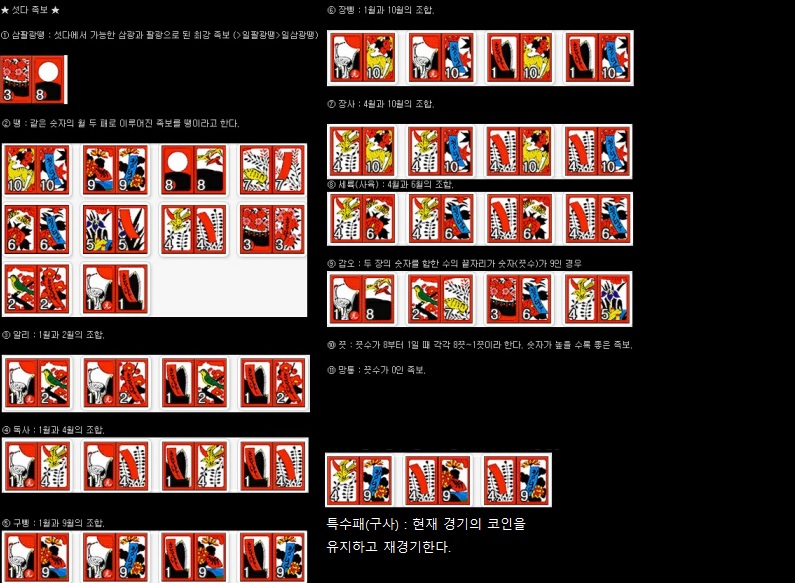 ★ 섯다 족보 ★
① 삼팔광땡 : 섯다에서 가능한 삼광과 팔광으로 된 최강 족보 (>일팔광땡>일삼광땡)
3 8
② 땡 : 같은 숫자의 월 두 패로 이루어진 족보를 땡이라고 한다.
10 10 9 9 8 8 7 7
6 6 5 5 4 4 3 3
2 2 1 1
③ 알리 : 1월과 2월의 조합.
1 2 1 2 1 2 1 2
④ 독사 : 1월과 4월의 조합.
1 4 1 4 1 4 1 4
⑤ 구삥 : 1월과 9월의 조합.
1 9 1 9 1 9 1 9
⑥ 장삥 : 1월과 10월의 조합.
1 10 1 10 1 10 1 10
⑦ 장사 : 4월과 10월의 조합.
4 10 4 10 4 10 4 10
⑧ 세륙(사육) : 4월과 6월의 조합.
4 6 4 6 4 6 4 6
⑨ 갑오 : 두 장의 숫자를 합한 수의 끝자리가 숫자(끗수)가 9인 경우
1 8 2 7 3 6 4 5
⑩ 끗 : 끗수가 8부터 1일 때 각각 8끗~1끗이라 한다. 숫자가 높을 수록 좋은 족보.
⑪ 망통 : 끗수가 0인 족보.
4 9 4 9 4 9
특수패(구사) : 현재 경기의 코인을
유지하고 재경기한다.